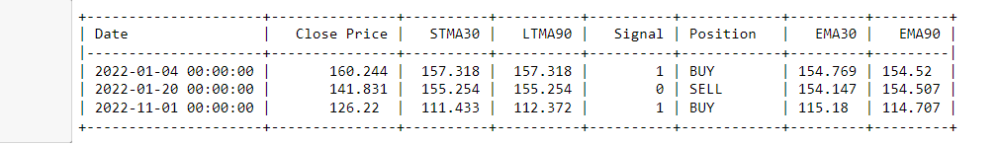 | Date | Close Price | STMA30 | LTMA90 | Signal | Position | EMA30 | EMA90 |
| 2022-01-04 00:00:00 | 160.244 | 157.318 | 157.318 | 1 | BUY | 154.769 | 154.52 |
| 2022-01-20 00:00:00 | 141.831 | 155.254 | 155.254 | 0 | SELL | 154.147 | 154.507 |
| 2022-11-01 00:00:00 | 126.22 | 111.433 | 112.372 | 1 | BUY | 115.18 | 114.707 |